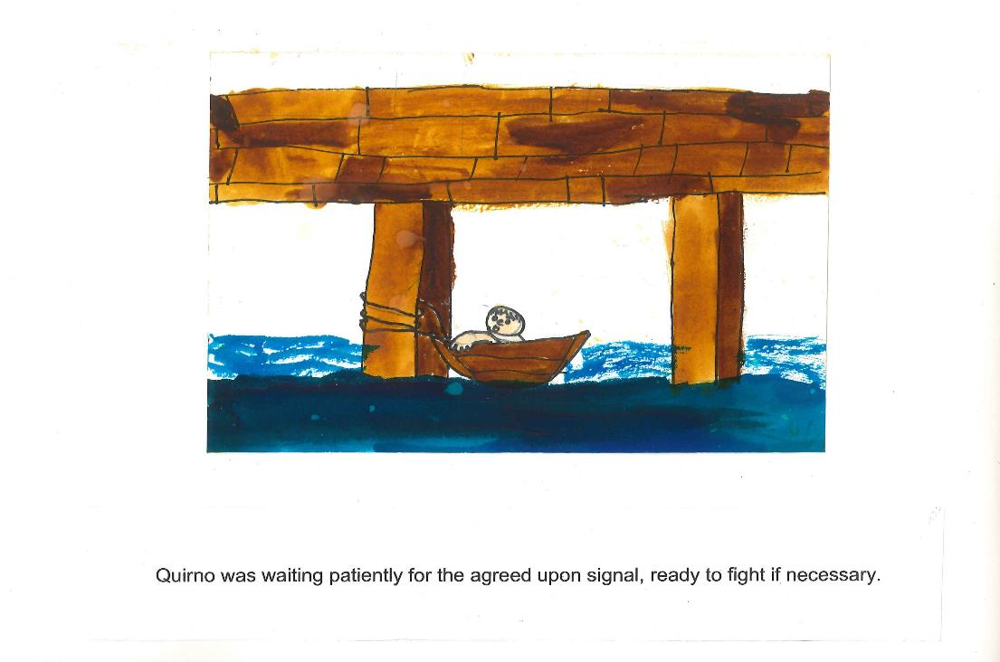 Quirno was waiting patiently for the agreed upon signal, ready to fight if necessary.